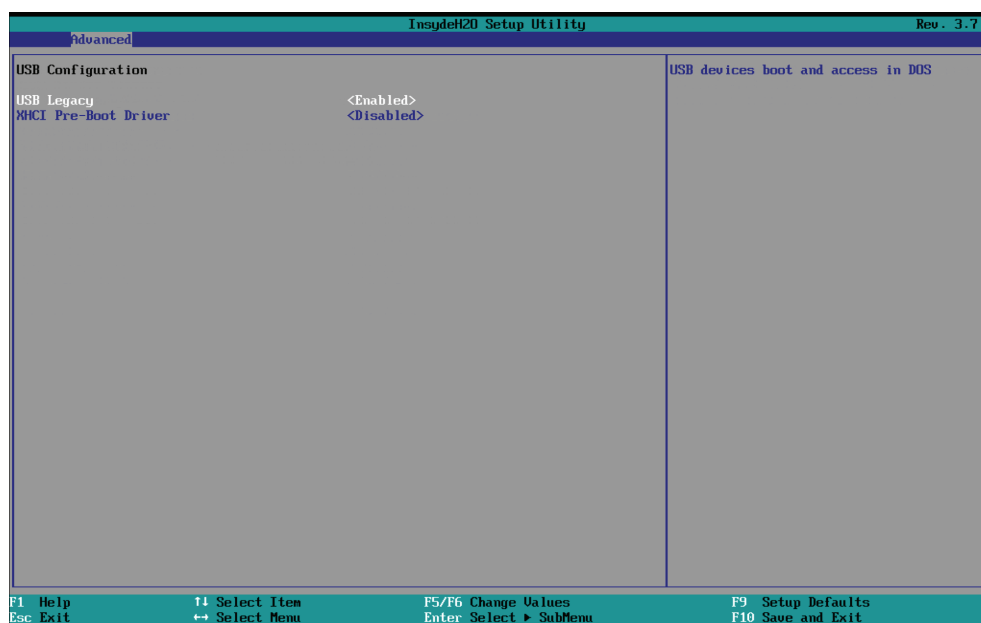 InsydeH2O Setup Utility Rev. 3.7
Advanced
USB Configuration
USB devices boot and access in DOS
USB Legacy <Enabled>
XHCI Pre-Boot Driver <Disabled>
F1 Help ↑↓ Select Item F5/F6 Change Values F9 Setup Defaults
Esc Exit ↔ Select Menu Enter Select ▶ SubMenu F10 Save and Exit